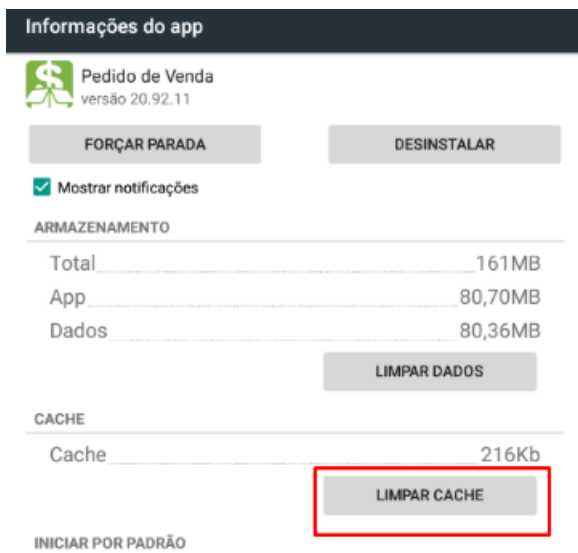 Informações do app
Pedido de Venda
versão 20.92.11
FORÇAR PARADA DESINSTALAR
Mostrar notificações
ARMAZENAMENTO
Total 161MB
App 80,70MB
Dados 80,36MB
LIMPAR DADOS
CACHE
Cache 216Kb
LIMPAR CACHE
INICIAR POR PADRÃO